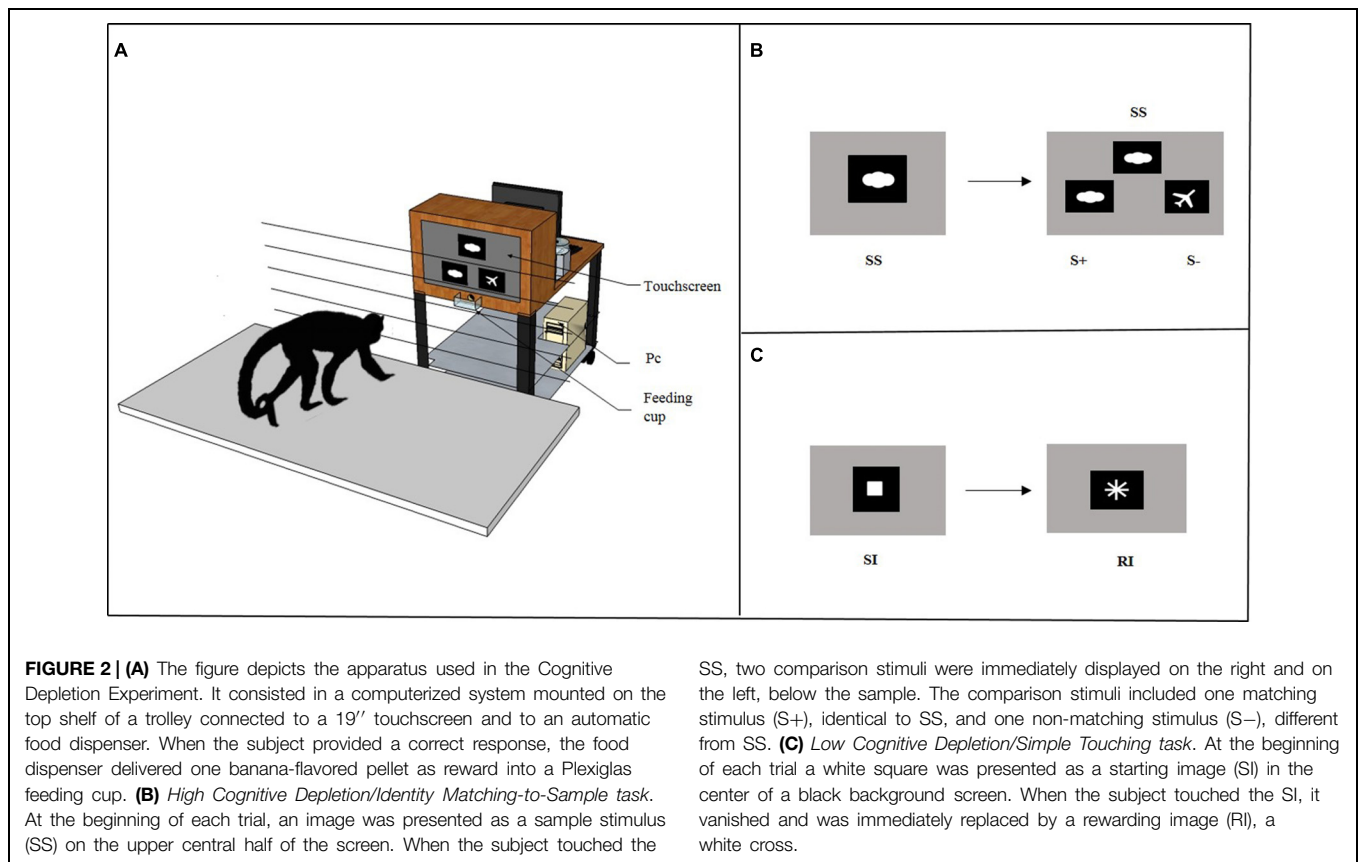 A
Touchscreen
Pc
Feeding
cup
B
SS
SS
S+
S-
C
SI
RI
FIGURE 2 | (A) The figure depicts the apparatus used in the Cognitive
Depletion Experiment. It consisted in a computerized system mounted on the
top shelf of a trolley connected to a 19′′ touchscreen and to an automatic
food dispenser. When the subject provided a correct response, the food
dispenser delivered one banana-flavored pellet as reward into a Plexiglas
feeding cup. (B) High Cognitive Depletion/Identity Matching-to-Sample task.
At the beginning of each trial, an image was presented as a sample stimulus
(SS) on the upper central half of the screen. When the subject touched the
SS, two comparison stimuli were immediately displayed on the right and on
the left, below the sample. The comparison stimuli included one matching
stimulus (S+), identical to SS, and one non-matching stimulus (S−), different
from SS. (C) Low Cognitive Depletion/Simple Touching task. At the beginning
of each trial a white square was presented as a starting image (SI) in the
center of a black background screen. When the subject touched the SI, it
vanished and was immediately replaced by a rewarding image (RI), a
white cross.